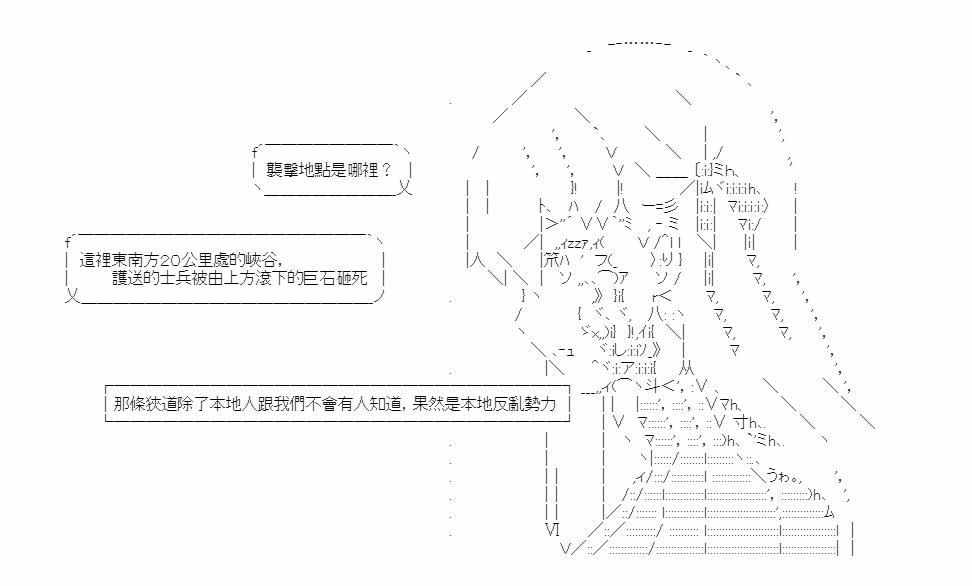 襲擊地點是哪裡？
這裡東南方20公里處的峽谷,
護送的士兵被由上方滾下的巨石砸死
那條狹道除了本地人跟我們不會有人知道, 果然是本地反亂勢力